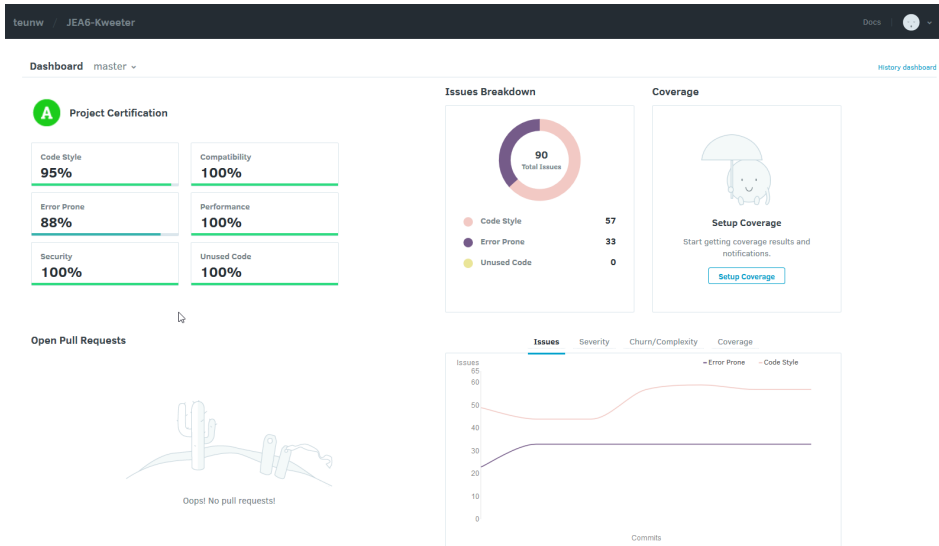 teunw / JEA6-Kweeter
Docs
Dashboard master
History dashboard
A Project Certification
Code Style
95%
Compatibility
100%
Error Prone
88%
Performance
100%
Security
100%
Unused Code
100%
Issues Breakdown
90
Total Issues
Code Style 57
Error Prone 33
Unused Code 0
Coverage
Setup Coverage
Start getting coverage results and
notifications.
Setup Coverage
Open Pull Requests
Oops! No pull requests!
Issues Severity Churn/Complexity Coverage
Issues
Error Prone Code Style
65
60
50
40
30
20
10
0
Commits